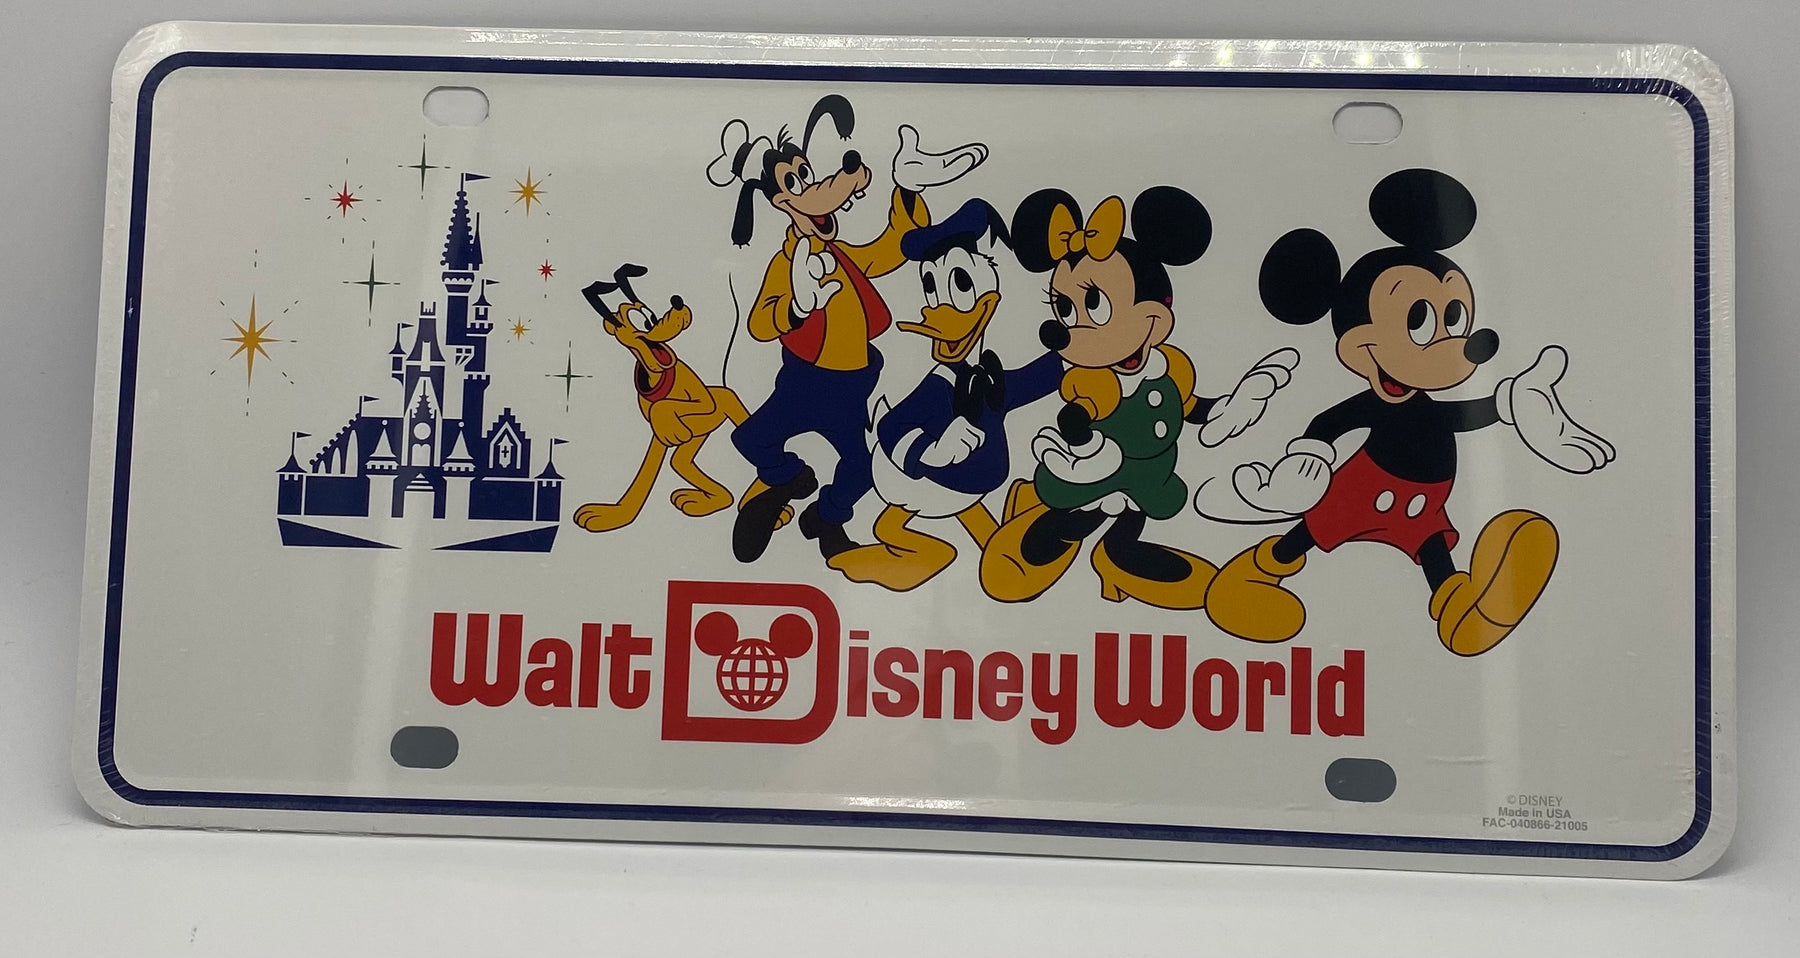 Walt Disney World
© DISNEY
Made in USA
FAC-040866-21005